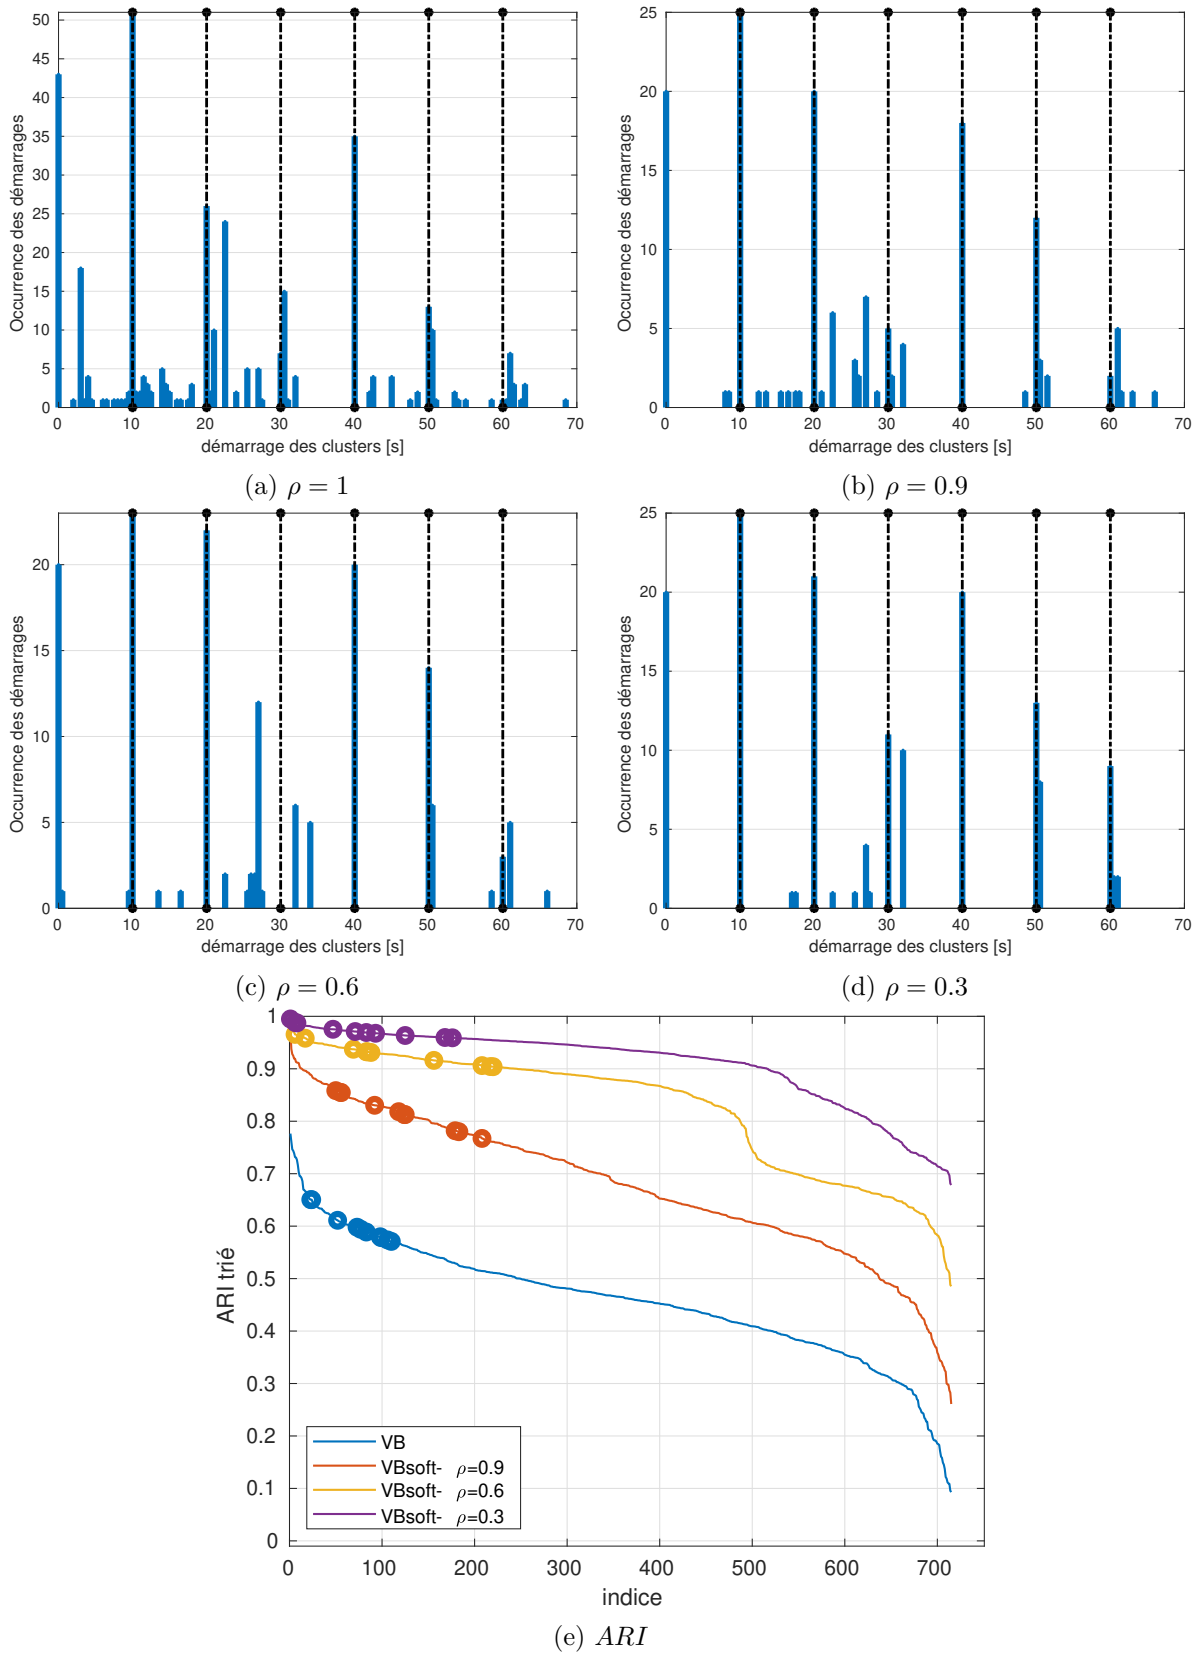 50
45
40
35
30
25
20
15
10
5
0
Occurrence des démarrages
0 10 20 30 40 50 60 70
démarrage des clusters [s]
(a) ρ = 1
25
20
15
10
5
0
Occurrence des démarrages
0 10 20 30 40 50 60 70
démarrage des clusters [s]
(b) ρ = 0.9
20
15
10
5
0
Occurrence des démarrages
0 10 20 30 40 50 60 70
démarrage des clusters [s]
(c) ρ = 0.6
25
20
15
10
5
0
Occurrence des démarrages
0 10 20 30 40 50 60 70
démarrage des clusters [s]
(d) ρ = 0.3
1
0.9
0.8
0.7
0.6
0.5
0.4
0.3
0.2
0.1
0
ARI trié
VB
VBsoft- ρ=0.9
VBsoft- ρ=0.6
VBsoft- ρ=0.3
0 100 200 300 400 500 600 700
indice
(e) ARI